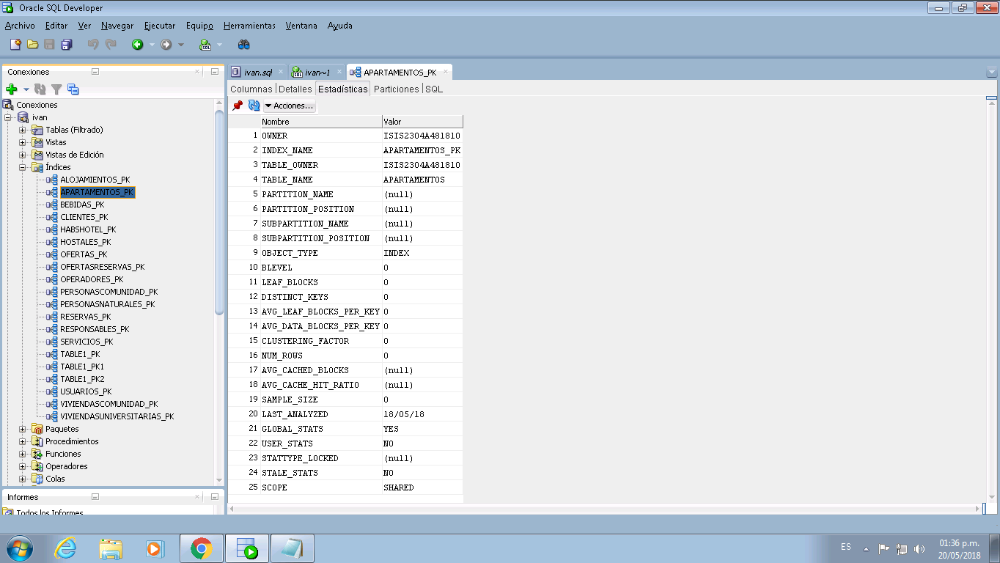 Oracle SQL Developer
Archivo Editar Ver Navegar Ejecutar Equipo Herramientas Ventana Ayuda
SQL
Conexiones
Conexiones
ivan
Tablas (Filtrado)
Vistas
Vistas de Edición
Índices
ALOJAMIENTOS_PK
APARTAMENTOS_PK
BEBIDAS_PK
CLIENTES_PK
HABSHOTEL_PK
HOSTALES_PK
OFERTAS_PK
OFERTASRESERVAS_PK
OPERADORES_PK
PERSONASCOMUNIDAD_PK
PERSONASNATURALES_PK
RESERVAS_PK
RESPONSABLES_PK
SERVICIOS_PK
TABLE1_PK
TABLE1_PK1
TABLE1_PK2
USUARIOS_PK
VIVIENDASCOMUNIDAD_PK
VIVIENDASUNIVERSITARIAS_PK
Paquetes
Procedimientos
Funciones
Operadores
Colas
Informes
Todos los Informes
ivan.sql ivan~1 APARTAMENTOS_PK
Columnas Detalles Estadísticas Particiones SQL
Acciones...
Nombre Valor
1 OWNER ISIS2304A481810
2 INDEX_NAME APARTAMENTOS_PK
3 TABLE_OWNER ISIS2304A481810
4 TABLE_NAME APARTAMENTOS
5 PARTITION_NAME (null)
6 PARTITION_POSITION (null)
7 SUBPARTITION_NAME (null)
8 SUBPARTITION_POSITION (null)
9 OBJECT_TYPE INDEX
10 BLEVEL 0
11 LEAF_BLOCKS 0
12 DISTINCT_KEYS 0
13 AVG_LEAF_BLOCKS_PER_KEY 0
14 AVG_DATA_BLOCKS_PER_KEY 0
15 CLUSTERING_FACTOR 0
16 NUM_ROWS 0
17 AVG_CACHED_BLOCKS (null)
18 AVG_CACHE_HIT_RATIO (null)
19 SAMPLE_SIZE 0
20 LAST_ANALYZED 18/05/18
21 GLOBAL_STATS YES
22 USER_STATS NO
23 STATTYPE_LOCKED (null)
24 STALE_STATS NO
25 SCOPE SHARED
ES
01:36 p.m.
20/05/2018